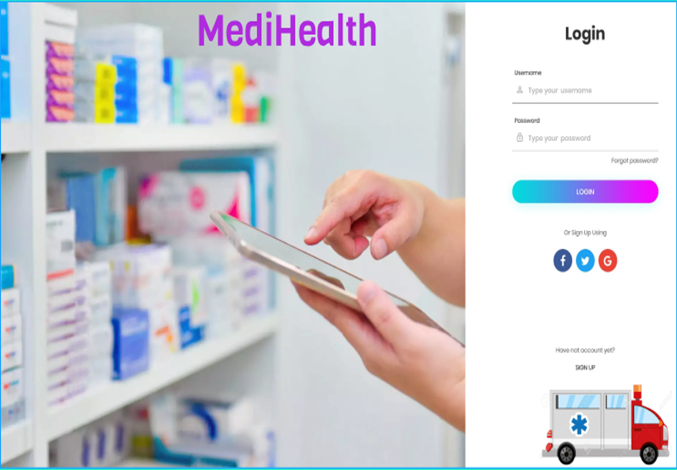 MediHealth
Login
Username
Type your username
Password
Type your password
Forgot password?
LOGIN
Or Sign Up Using
f G
Have not account yet?
SIGN UP